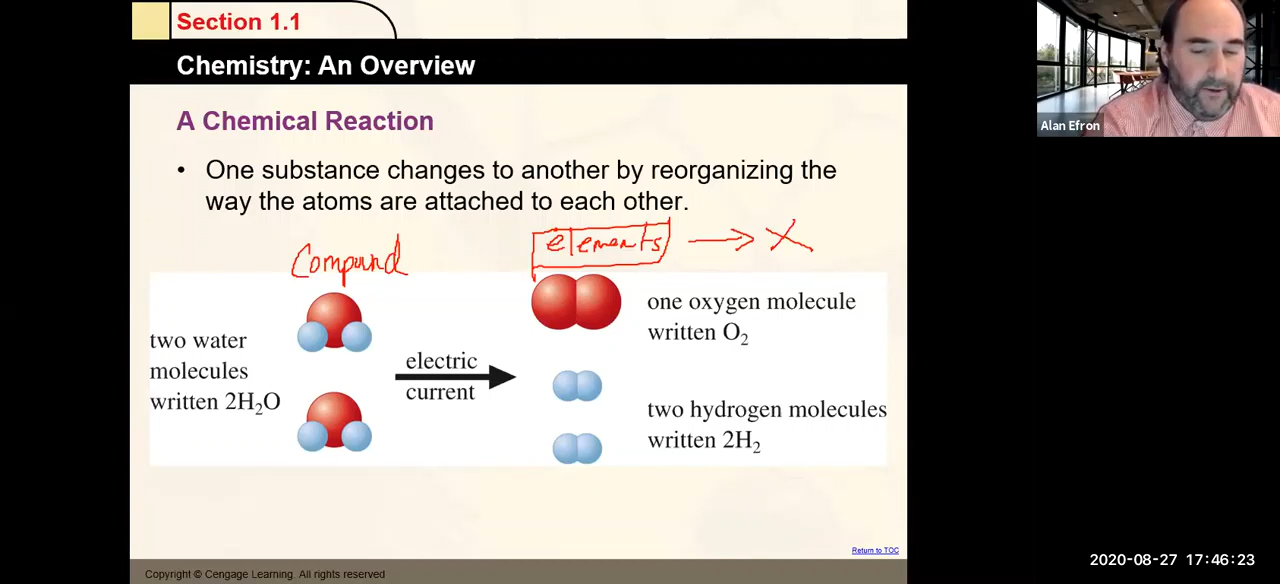 Section 1.1
Chemistry: An Overview
A Chemical Reaction
• One substance changes to another by reorganizing the
way the atoms are attached to each other.
Compound
elements → X
two water
molecules
written 2H₂O
electric
current
one oxygen molecule
written O₂
two hydrogen molecules
written 2H₂
Return to TOC
Copyright © Cengage Learning. All rights reserved
Alan Efron
2020-08-27 17:46:23